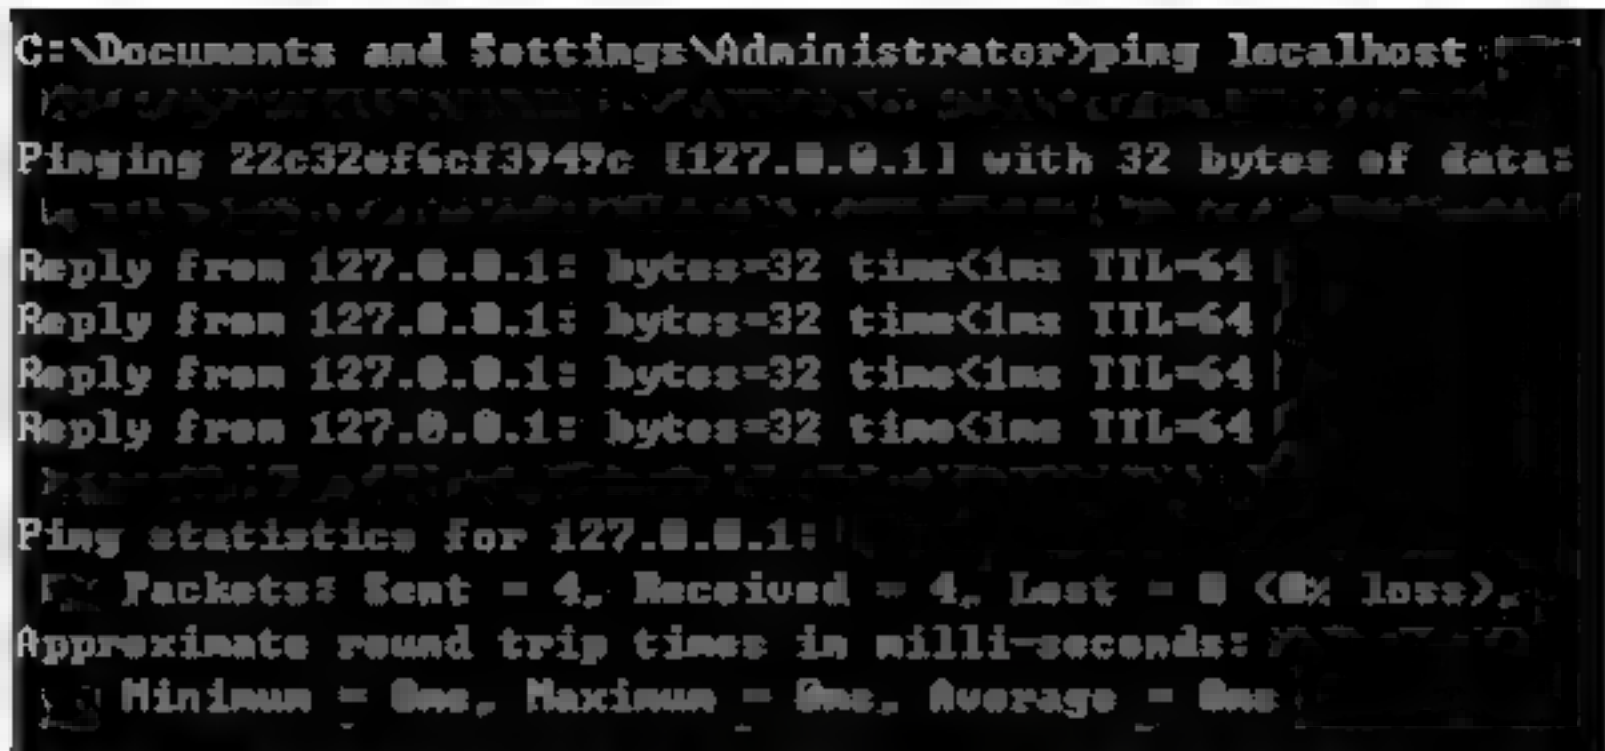 C:\Documents and Settings\Administrator>ping localhost
Pinging 22c32ef6cf3949c [127.0.0.1] with 32 bytes of data:
Reply from 127.0.0.1: bytes=32 time<1ms TTL=64
Reply from 127.0.0.1: bytes=32 time<1ms TTL=64
Reply from 127.0.0.1: bytes=32 time<1ms TTL=64
Reply from 127.0.0.1: bytes=32 time<1ms TTL=64
Ping statistics for 127.0.0.1:
Packets: Sent = 4, Received = 4, Lost = 0 (0% loss),
Approximate round trip times in milli-seconds:
Minimum = 0ms, Maximum = 0ms, Average = 0ms